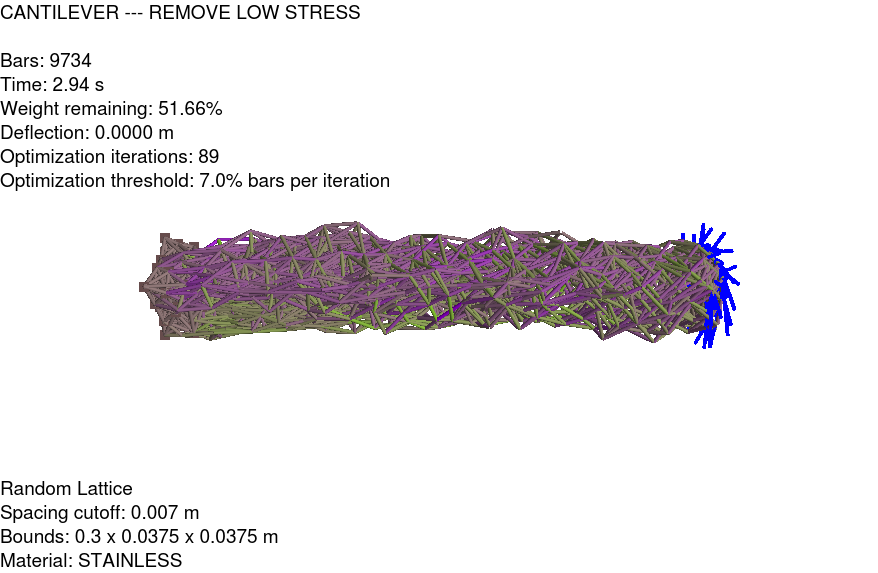 CANTILEVER --- REMOVE LOW STRESS
Bars: 9734
Time: 2.94 s
Weight remaining: 51.66%
Deflection: 0.0000 m
Optimization iterations: 89
Optimization threshold: 7.0% bars per iteration
Random Lattice
Spacing cutoff: 0.007 m
Bounds: 0.3 x 0.0375 x 0.0375 m
Material: STAINLESS